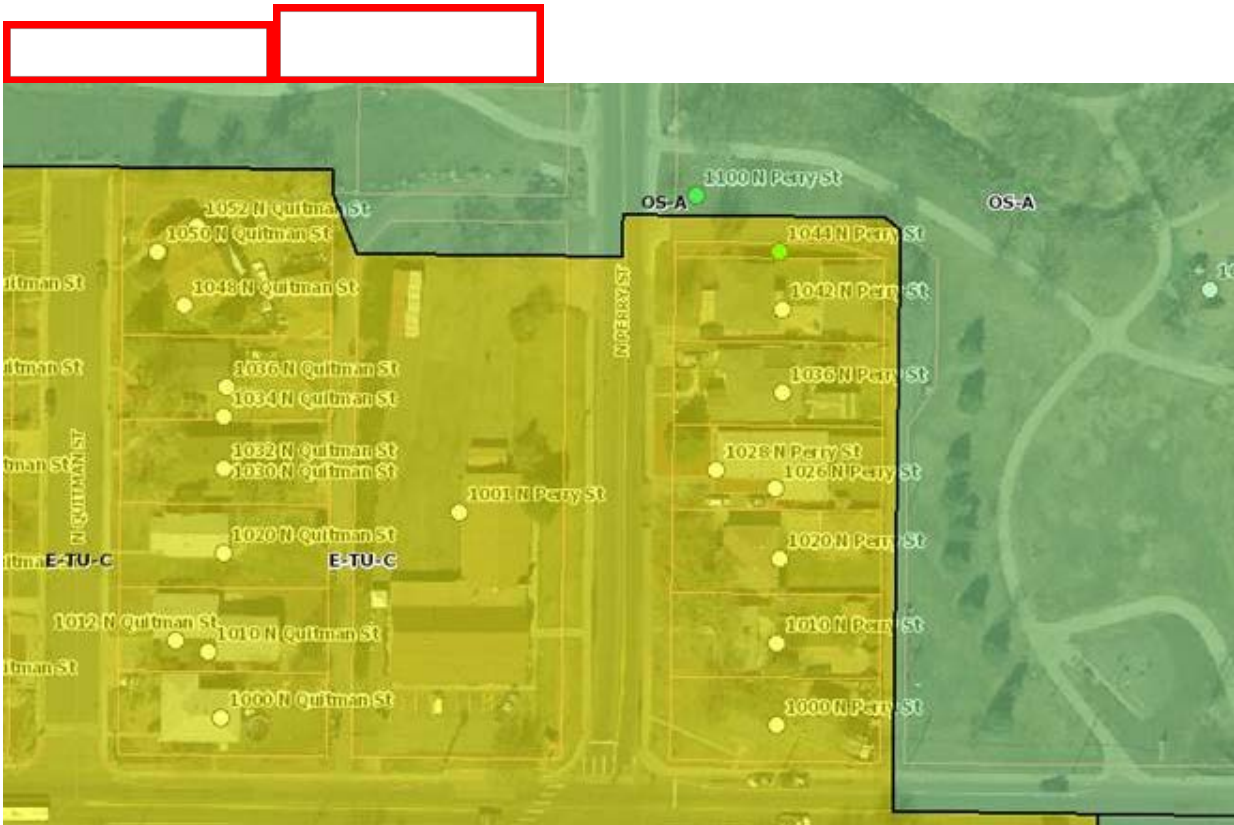 1100 N Perry St
OS-A
OS-A
1052 N Quitman St
1050 N Quitman St
1044 N Perry St
1048 N Quitman St
1042 N Perry St
N PERRY ST
1036 N Quitman St
1036 N Perry St
1034 N Quitman St
1032 N Quitman St
1028 N Perry St
1030 N Quitman St
1026 N Perry St
1001 N Perry St
N QUITMAN ST
1020 N Quitman St
1020 N Perry St
E-TU-C
E-TU-C
1012 N Quitman St
1010 N Quitman St
1010 N Perry St
1000 N Quitman St
1000 N Perry St